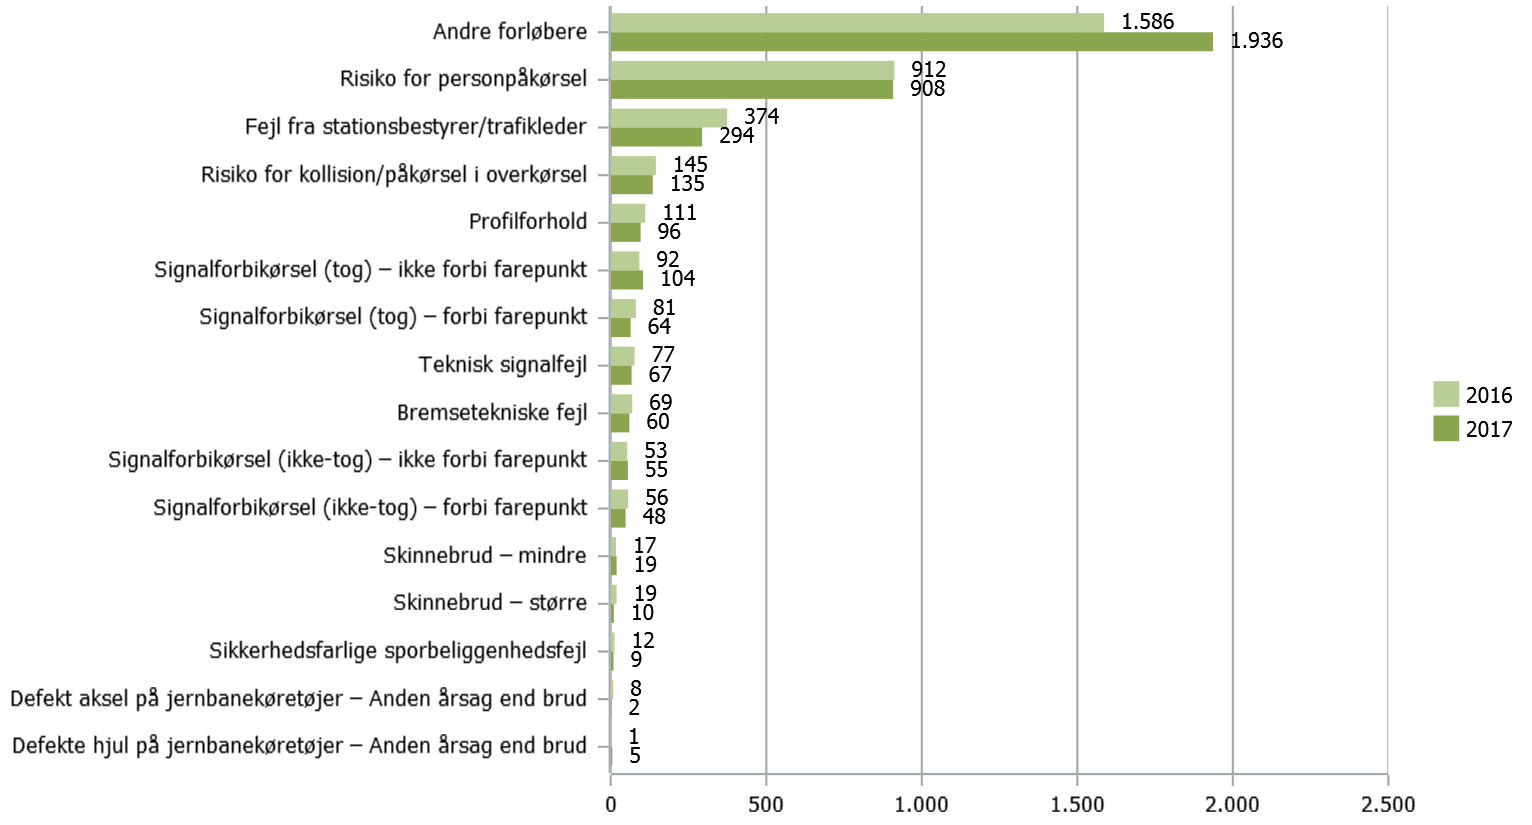 Andre forløbere
1.586
1.936
Risiko for personpåkørsel
912
908
Fejl fra stationsbestyrer/trafikleder
374
294
Risiko for kollision/påkørsel i overkørsel
145
135
Profilforhold
111
96
Signalforbikørsel (tog) – ikke forbi farepunkt
92
104
Signalforbikørsel (tog) – forbi farepunkt
81
64
Teknisk signalfejl
77
67
Bremsetekniske fejl
69
60
Signalforbikørsel (ikke-tog) – ikke forbi farepunkt
53
55
Signalforbikørsel (ikke-tog) – forbi farepunkt
56
48
Skinnebrud – mindre
17
19
Skinnebrud – større
19
10
Sikkerhedsfarlige sporbeliggenhedsfejl
12
9
Defekt aksel på jernbanekøretøjer – Anden årsag end brud
8
2
Defekte hjul på jernbanekøretøjer – Anden årsag end brud
1
5
0 500 1.000 1.500 2.000 2.500
2016
2017